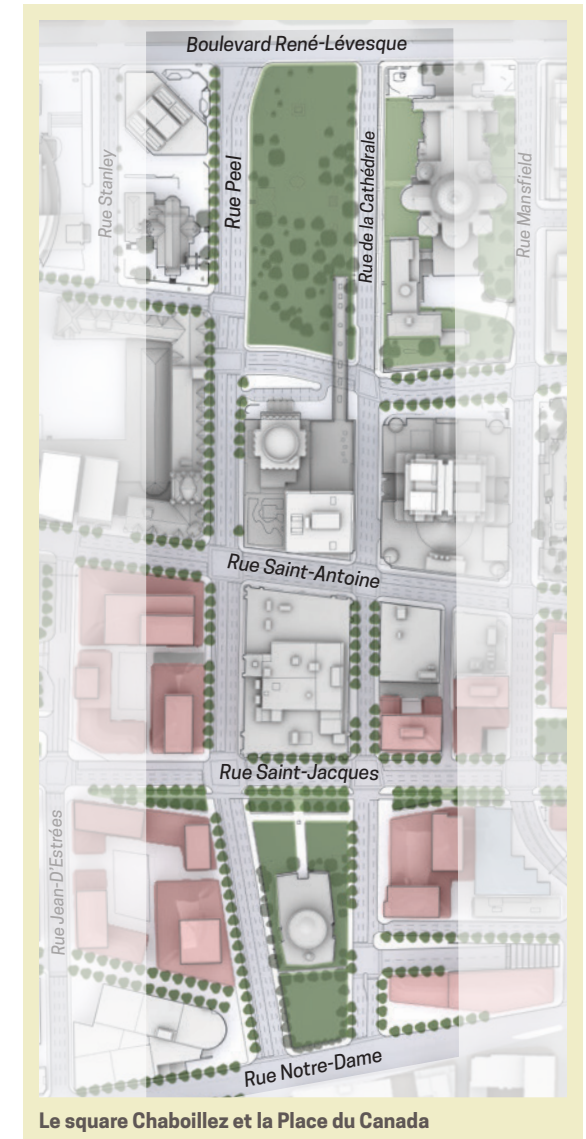 Boulevard René-Lévesque
Rue Stanley
Rue Peel
Rue de la Cathédrale
Rue Mansfield
Rue Saint-Antoine
Rue Saint-Jacques
Rue Jean-D'Estrées
Rue Notre-Dame
Le square Chaboillez et la Place du Canada